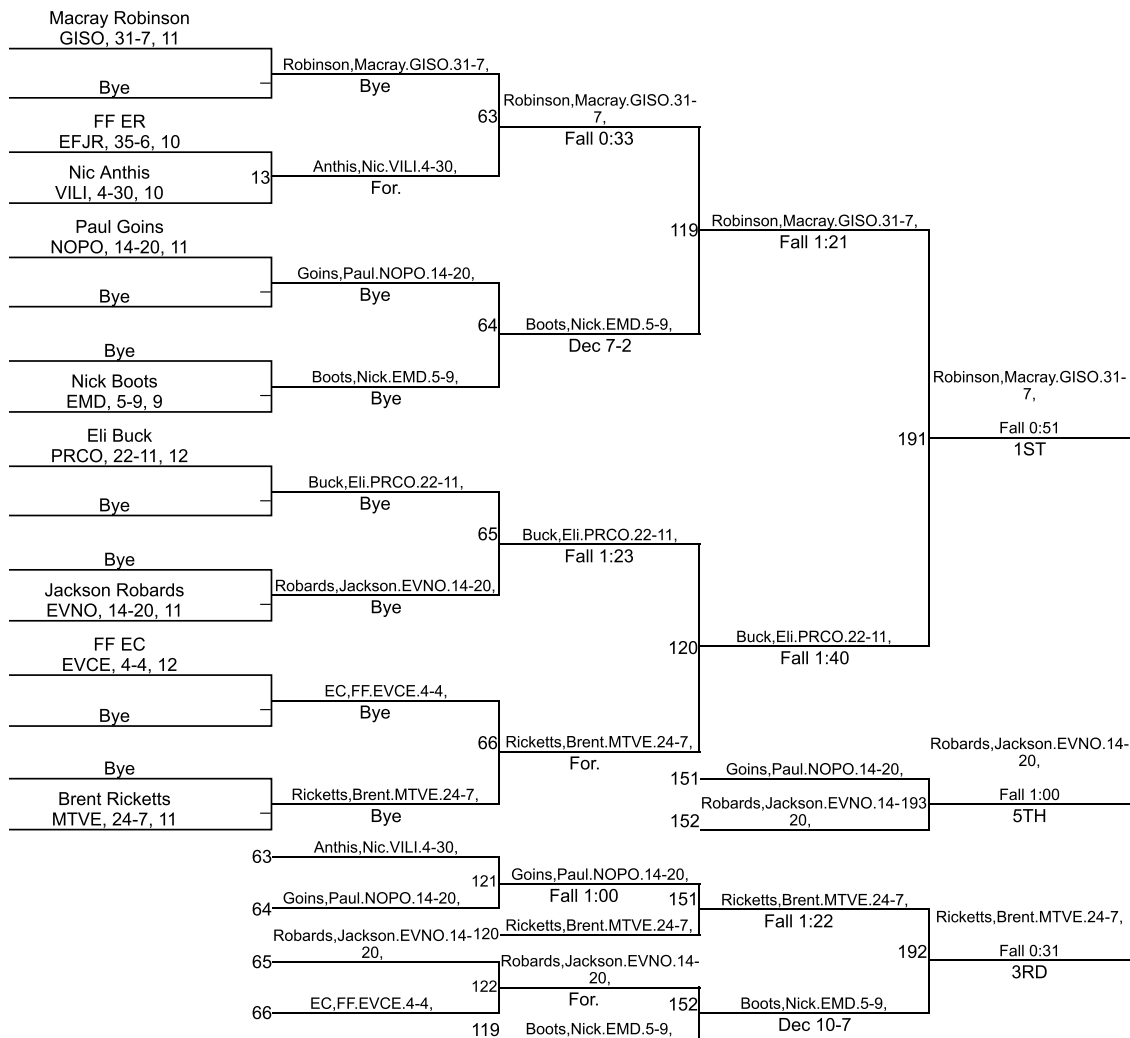 Macray Robinson
GISO, 31-7, 11
Bye
FF ER
EFJR, 35-6, 10
Nic Anthis
VILI, 4-30, 10
13
Paul Goins
NOPO, 14-20, 11
Bye
Bye
Nick Boots
EMD, 5-9, 9
Eli Buck
PRCO, 22-11, 12
Bye
Bye
Jackson Robards
EVNO, 14-20, 11
FF EC
EVCE, 4-4, 12
Bye
Bye
Brent Ricketts
MTVE, 24-7, 11
Robinson,Macray.GISO.31-7,
Bye
63
Anthis,Nic.VILI.4-30,
For.
Goins,Paul.NOPO.14-20,
Bye
64
Boots,Nick.EMD.5-9,
Bye
Buck,Eli.PRCO.22-11,
Bye
65
Robards,Jackson.EVNO.14-20,
Bye
EC,FF.EVCE.4-4,
Bye
66
Ricketts,Brent.MTVE.24-7,
Bye
Robinson,Macray.GISO.31-
7,
Fall 0:33
119
Boots,Nick.EMD.5-9,
Dec 7-2
Buck,Eli.PRCO.22-11,
Fall 1:23
120
Ricketts,Brent.MTVE.24-7,
For.
Robinson,Macray.GISO.31-7,
Fall 1:21
191
Buck,Eli.PRCO.22-11,
Fall 1:40
Robinson,Macray.GISO.31-
7,
Fall 0:51
1ST
151
Goins,Paul.NOPO.14-20,
152
Robards,Jackson.EVNO.14-
20,
193
Robards,Jackson.EVNO.14-
20,
Fall 1:00
5TH
63
Anthis,Nic.VILI.4-30,
64
Goins,Paul.NOPO.14-20,
121
65
Robards,Jackson.EVNO.14-
20,
66
EC,FF.EVCE.4-4,
122
Goins,Paul.NOPO.14-20,
Fall 1:00
120
Ricketts,Brent.MTVE.24-7,
151
Robards,Jackson.EVNO.14-
20,
For.
119
Boots,Nick.EMD.5-9,
152
Ricketts,Brent.MTVE.24-7,
Fall 1:22
192
Boots,Nick.EMD.5-9,
Dec 10-7
Ricketts,Brent.MTVE.24-7,
Fall 0:31
3RD